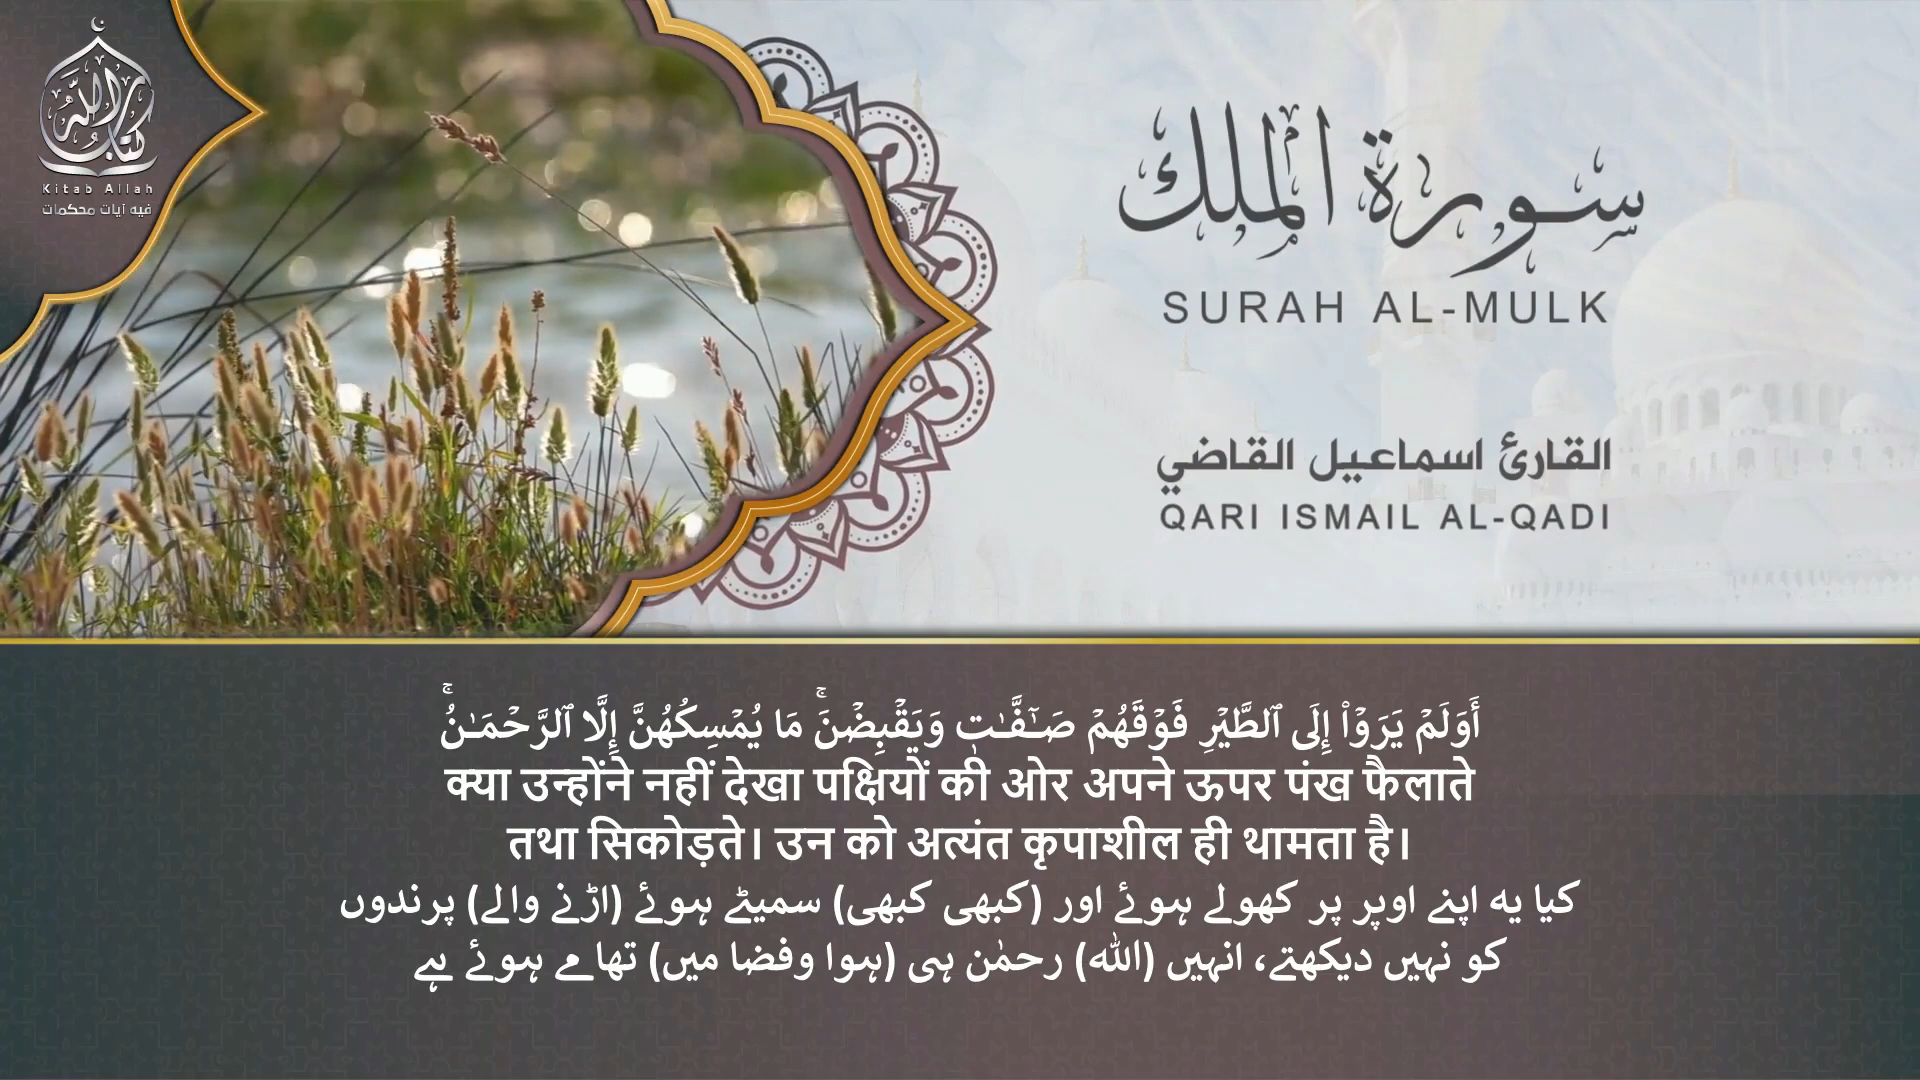 كتاب الله
Kitab Allah
فيه آيات محكمات
سورة الملك
SURAH AL-MULK
القارئ اسماعيل القاضي
QARI ISMAIL AL-QADI
أَوَلَمۡ يَرَوۡاْ إِلَى ٱلطَّيۡرِ فَوۡقَهُمۡ صَـٰٓفَّـٰتٖ وَيَقۡبِضۡنَۚ مَا يُمۡسِكُهُنَّ إِلَّا ٱلرَّحۡمَـٰنُۚ
क्या उन्होंने नहीं देखा पक्षियों की ओर अपने ऊपर पंख फैलाते
तथा सिकोड़ते। उन को अत्यंत कृपाशील ही थामता है।
کیا یہ اپنے اوپر پر کھولے ہوئے اور (کبھی کبھی) سمیٹے ہوئے (اڑنے والے) پرندوں
کو نہیں دیکھتے، انہیں (اللہ) رحمٰن ہی (ہوا وفضا میں) تھامے ہوئے ہے